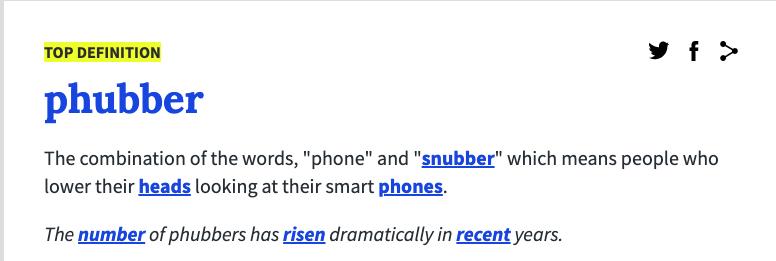 TOP DEFINITION
phubber
The combination of the words, "phone" and "snubber" which means people who
lower their heads looking at their smart phones.
The number of phubbers has risen dramatically in recent years.